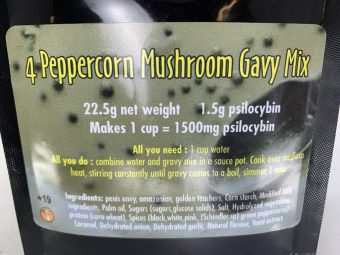 4 Peppercorn Mushroom Gavy Mix
22.5g net weight 1.5g psilocybin
Makes 1 cup = 1500mg psilocybin
All you need : 1 cup water
All you do : combine water and gravy mix in a sauce pot. Cook over medium
heat, stirring constantly until gravy comes to a boil, simmer 1
+19
Ingredients: penis envy, amazonian, golden teachers, Corn starch, Modified Milk
Ingredients, Palm oil, Sugars (sugars, glucose solids), Salt, Hydrolyzed vegetable
protein (corn wheat), Spices (black, white, pink, (Schindler sp) green peppercorns)
Caramel, Dehydrated onion, Dehydrated garlic, Natural flavour, Yeast extract